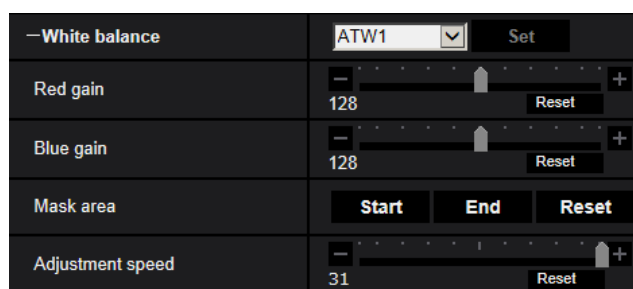 −White balance ATW1 Set
Red gain − +
128 Reset
Blue gain − +
128 Reset
Mask area Start End Reset
Adjustment speed − +
31 Reset